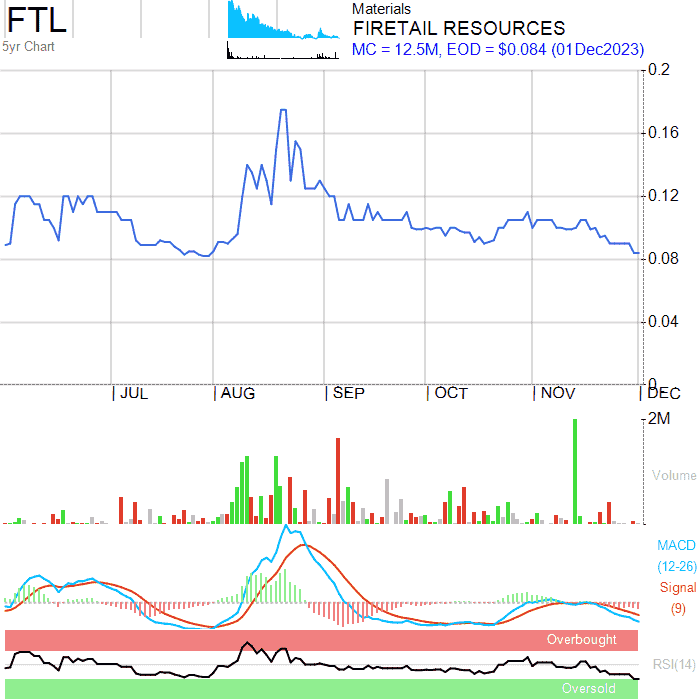 FTL
5yr Chart
Materials
FIRETAIL RESOURCES
MC = 12.5M, EOD = $0.084 (01Dec2023)
0.2
0.16
0.12
0.08
0.04
0
JUL AUG SEP OCT NOV DEC
2M
Volume
MACD
(12-26)
Signal
(9)
Overbought
RSI(14)
Oversold